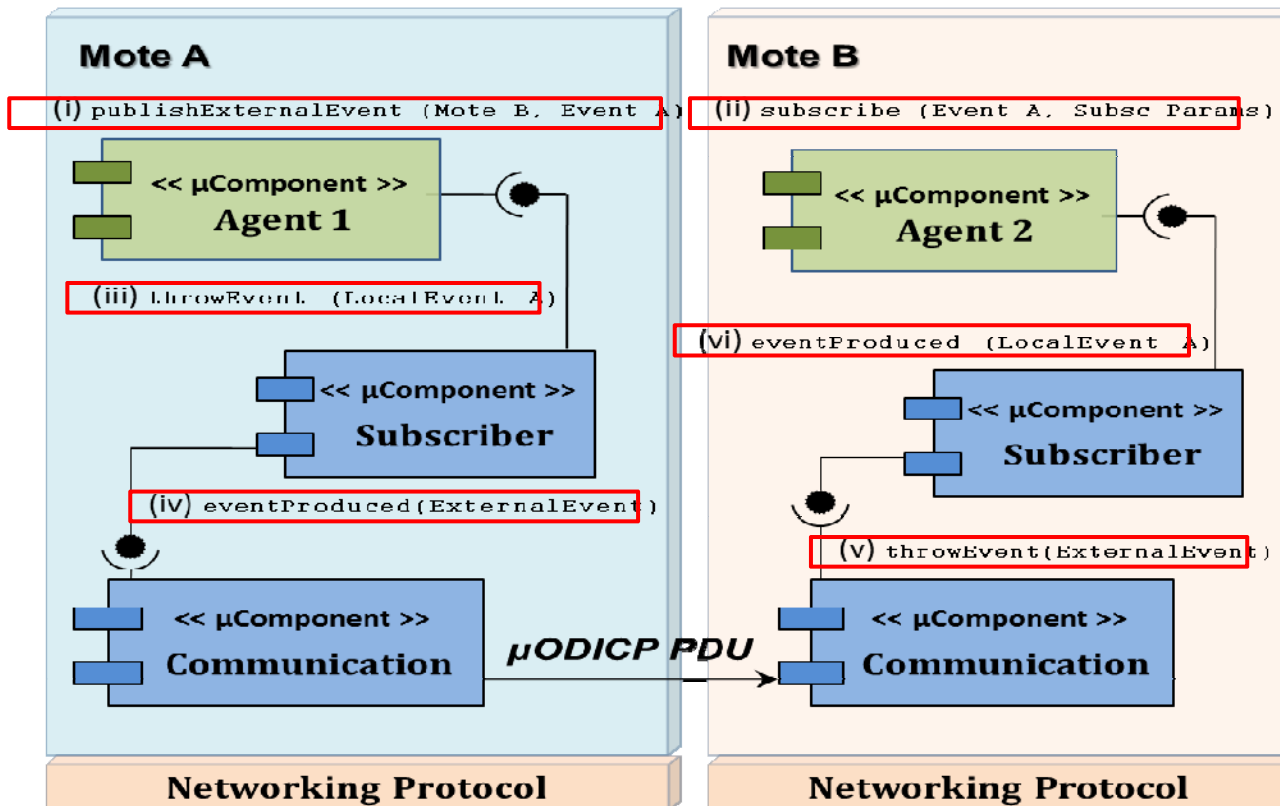 Mote A
(i) publishExternalEvent (Mote B, Event A)
<< μComponent >>
Agent 1
(iii) throwEvent (LocalEvent A)
<< μComponent >>
Subscriber
(iv) eventProduced(ExternalEvent)
<< μComponent >>
Communication
μODICP PDU
Networking Protocol
Mote B
(ii) subscribe (Event A, Subsc Params)
<< μComponent >>
Agent 2
(vi) eventProduced (LocalEvent A)
<< μComponent >>
Subscriber
(v) throwEvent(ExternalEvent)
<< μComponent >>
Communication
Networking Protocol